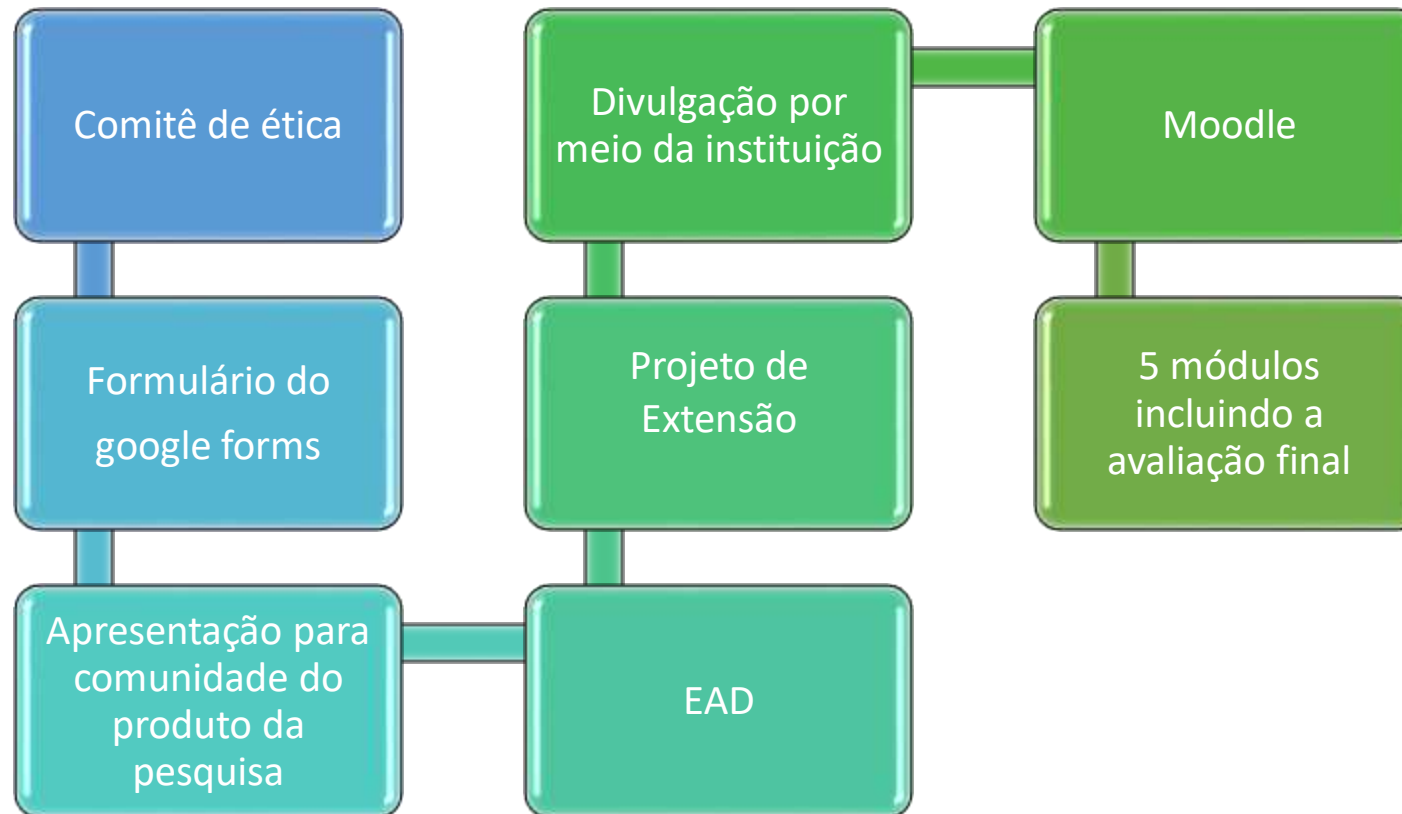 Comitê de ética
Formulário do
google forms
Apresentação para
comunidade do
produto da
pesquisa
EAD
Projeto de
Extensão
Divulgação por
meio da instituição
Moodle
5 módulos
incluindo a
avaliação final